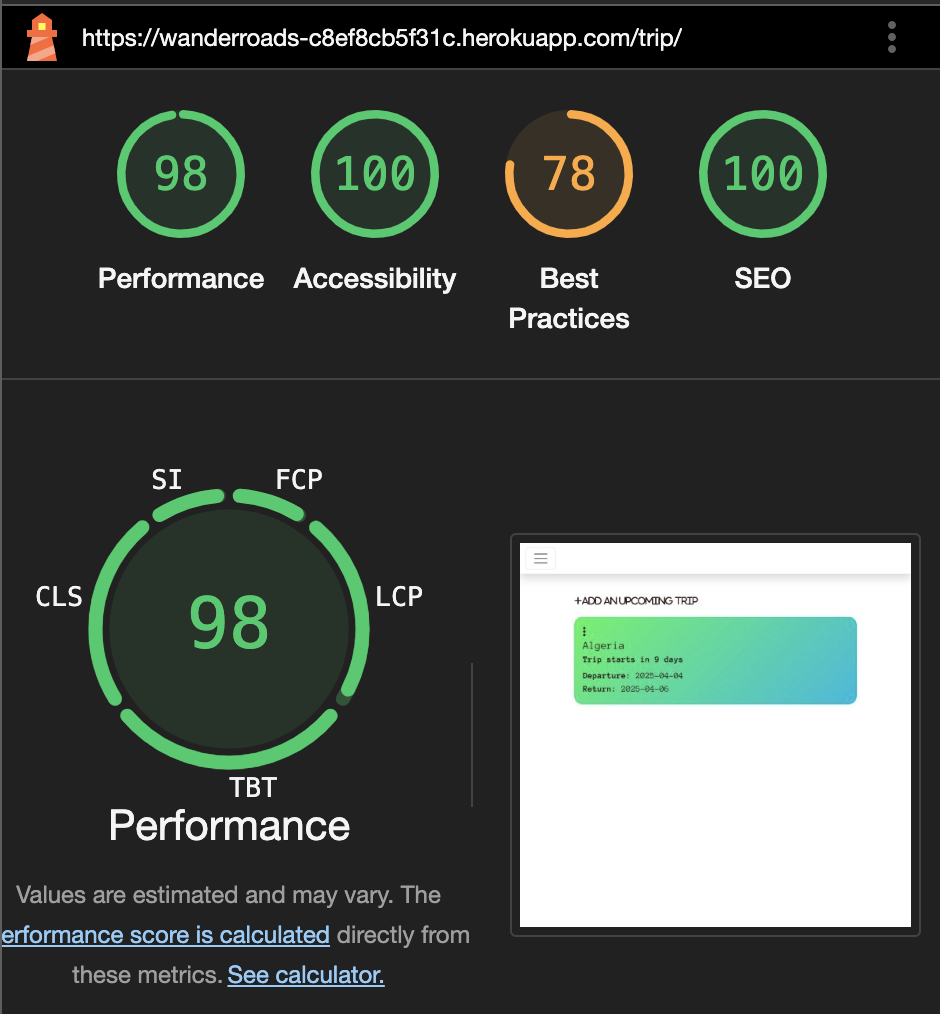 https://wanderroads-c8ef8cb5f31c.herokuapp.com/trip/
98
100
78
100
Performance
Accessibility
Best
Practices
SEO
SI
FCP
CLS
LCP
98
TBT
Performance
Values are estimated and may vary. The
erformance score is calculated directly from
these metrics. See calculator.
+ADD AN UPCOMING TRIP
Algeria
Trip starts in 9 days
Departure: 2025-04-04
Return: 2025-04-06